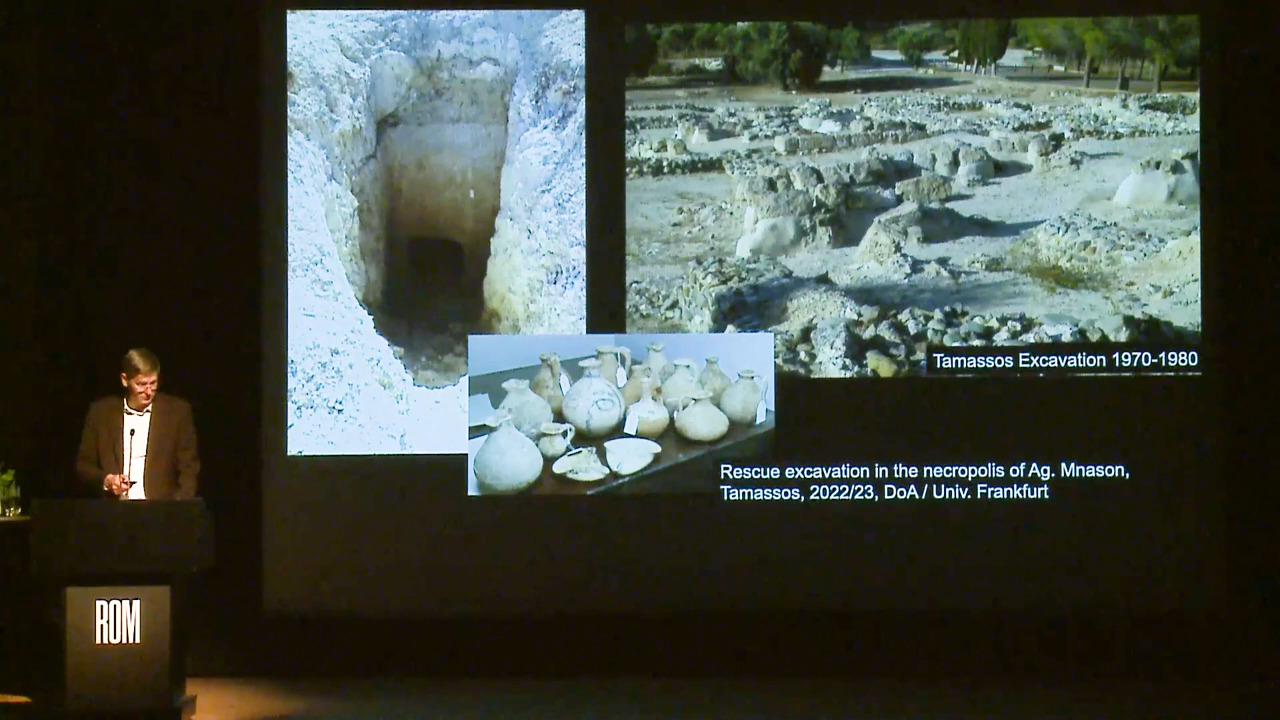 Tamassos Excavation 1970-1980
Rescue excavation in the necropolis of Ag. Mnason,
Tamassos, 2022/23, DoA / Univ. Frankfurt
ROM